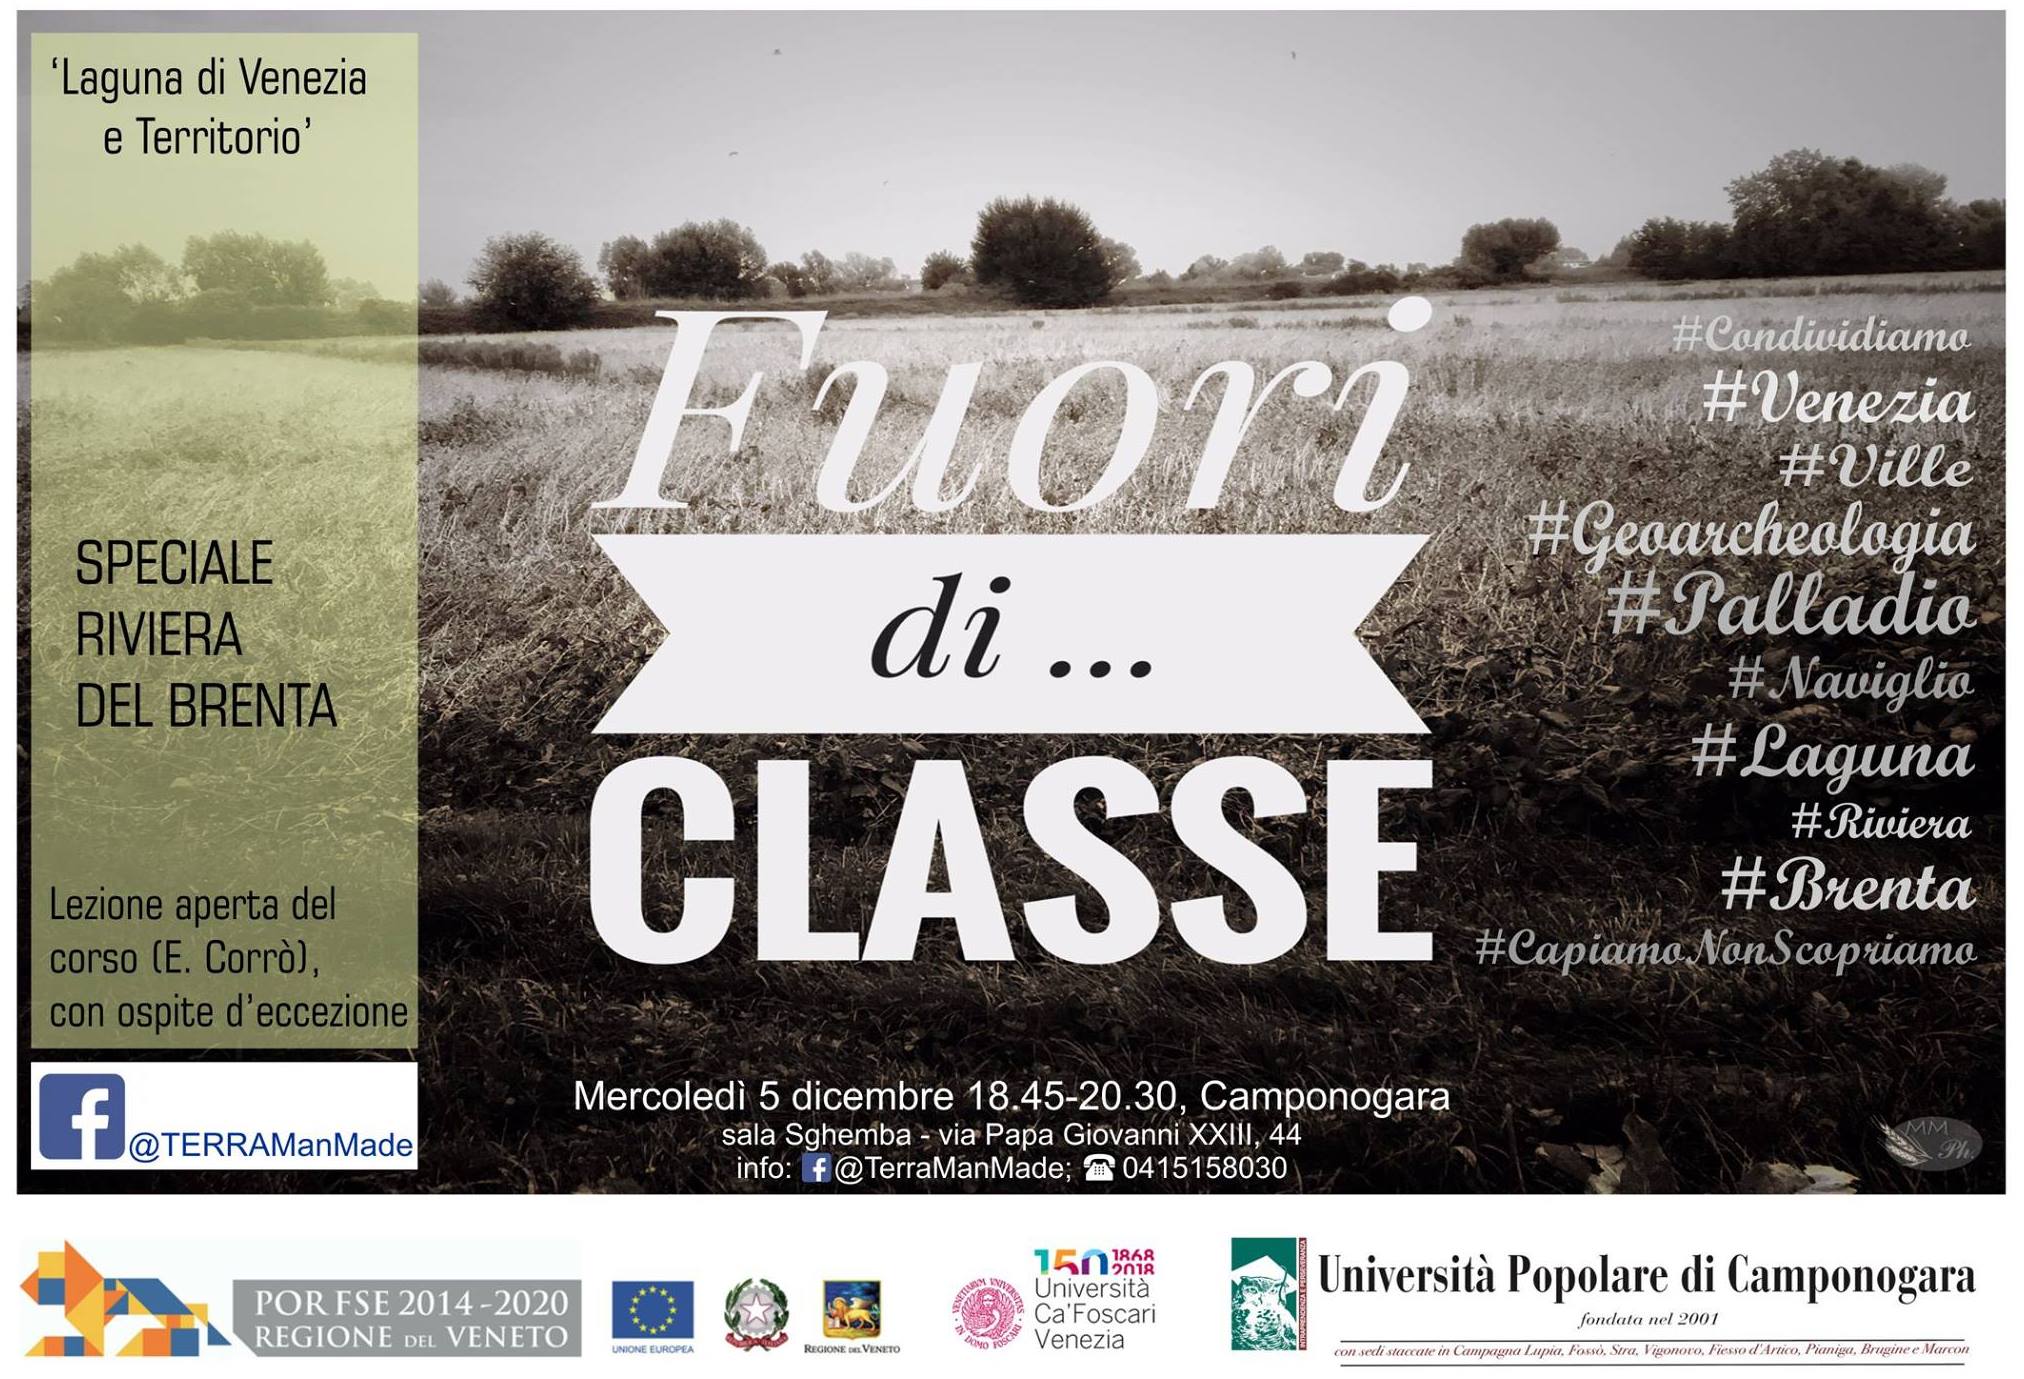 ‘Laguna di Venezia
e Territorio’
SPECIALE
RIVIERA
DEL BRENTA
Lezione aperta del
corso (E. Corrò),
con ospite d’eccezione
@TERRAManMade
Fuori
di ...
CLASSE
#Condividiamo
#Venezia
#Ville
#Geoarcheologia
#Palladio
#Naviglio
#Laguna
#Riviera
#Brenta
#CapiamoNonScopriamo
Mercoledì 5 dicembre 18.45-20.30, Camponogara
sala Sghemba - via Papa Giovanni XXIII, 44
info: @TerraManMade; 0415158030
MM
Ph.
POR FSE 2014-2020
REGIONE DEL VENETO
UNIONE EUROPEA
REGIONE DEL VENETO
150 1868
2018
Università
Ca'Foscari
Venezia
INTRAPRENDENZA E PERSEVERANZA
Università Popolare di Camponogara
fondata nel 2001
con sedi staccate in Campagna Lupia, Fossò, Stra, Vigonovo, Fiesso d'Artico, Pianiga, Brugine e Marcon